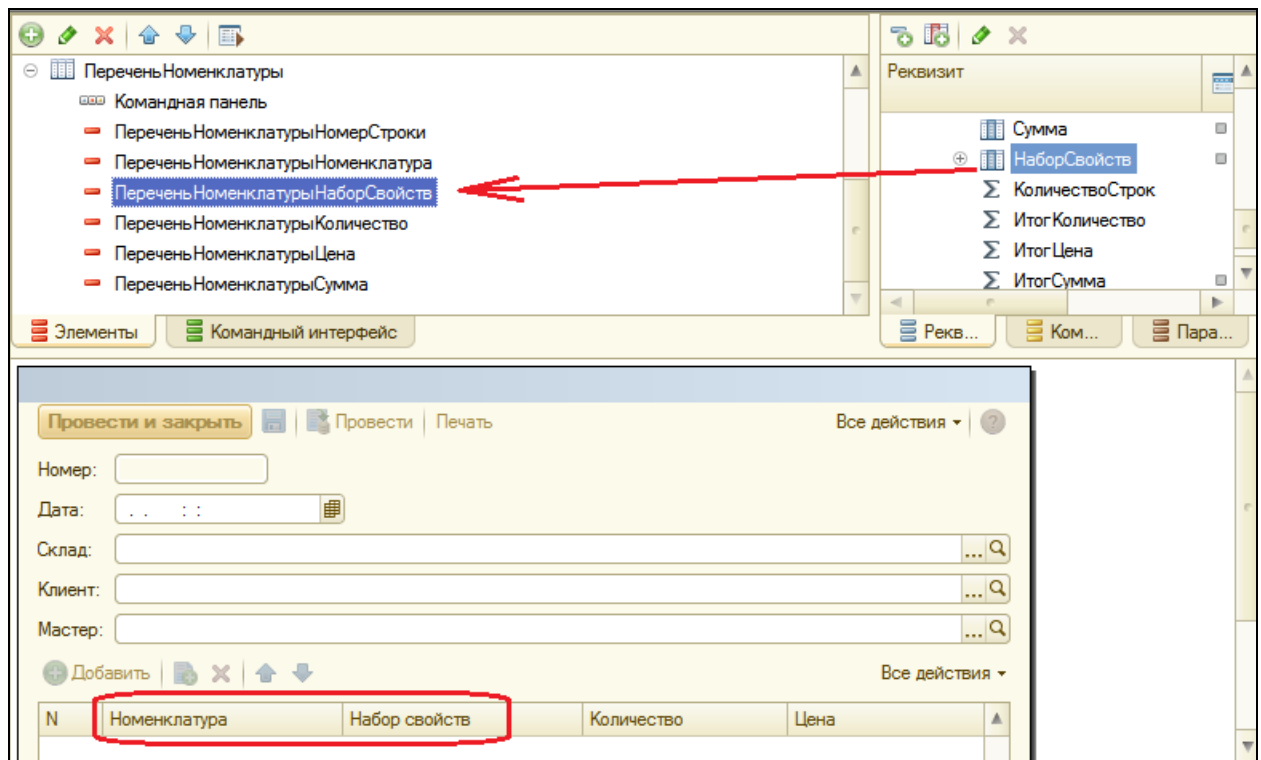 ПереченьНоменклатуры
Командная панель
ПереченьНоменклатурыНомерСтроки
ПереченьНоменклатурыНоменклатура
ПереченьНоменклатурыНаборСвойств
ПереченьНоменклатурыКоличество
ПереченьНоменклатурыЦена
ПереченьНоменклатурыСумма
Элементы
Командный интерфейс
Реквизит
Сумма
НаборСвойств
КоличествоСтрок
ИтогКоличество
ИтогЦена
ИтогСумма
Рекв...
Ком...
Пара...
Провести и закрыть Провести Печать Все действия
Номер:
Дата: . . : :
Склад:
Клиент:
Мастер:
Добавить Все действия
N Номенклатура Набор свойств Количество Цена